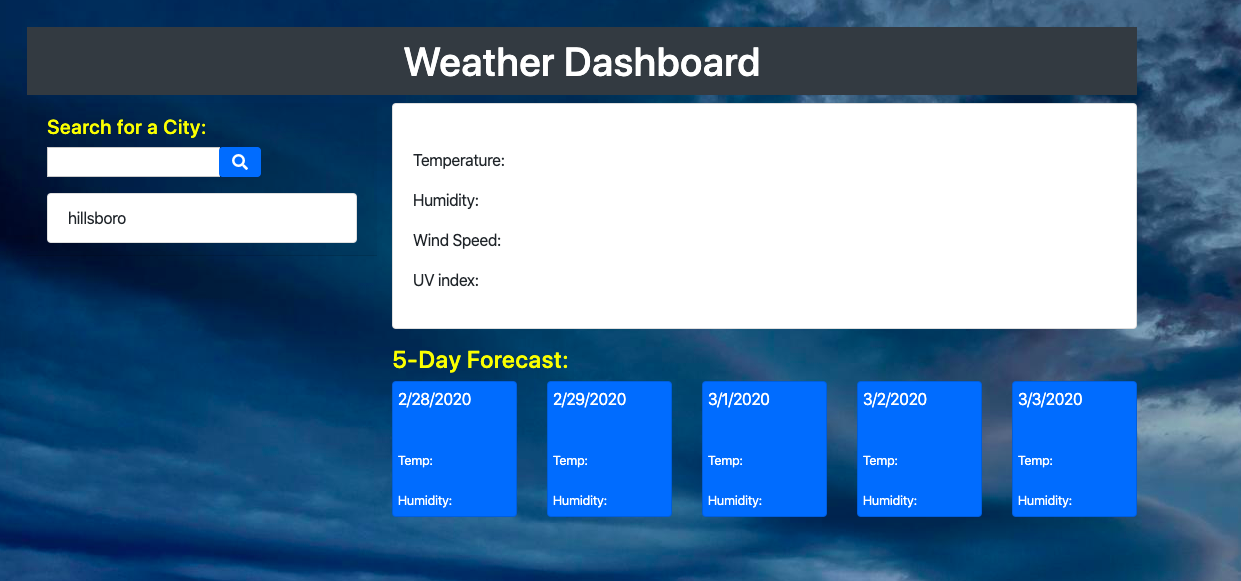 Weather Dashboard
Search for a City:
hillsboro
Temperature:
Humidity:
Wind Speed:
UV index:
5-Day Forecast:
2/28/2020 2/29/2020 3/1/2020 3/2/2020 3/3/2020
Temp: Temp: Temp: Temp: Temp:
Humidity: Humidity: Humidity: Humidity: Humidity: